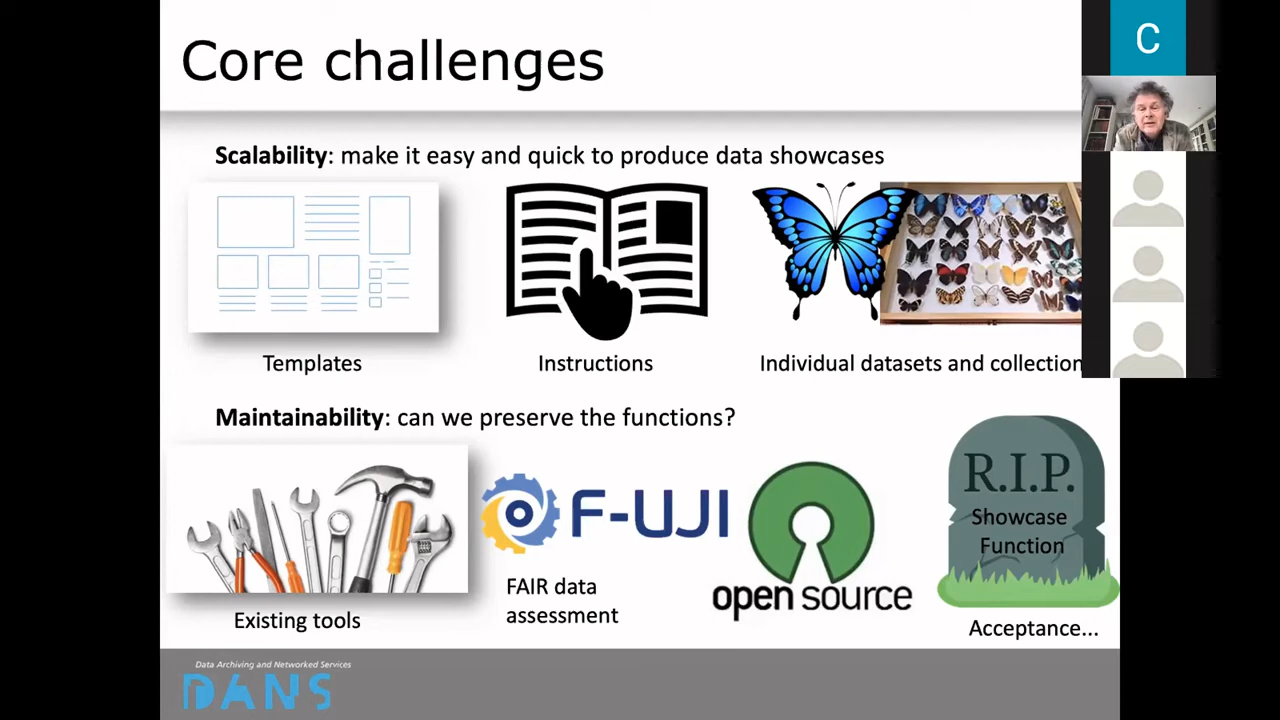 Core challenges
C
Scalability: make it easy and quick to produce data showcases
Templates
Instructions
Individual datasets and collection
Maintainability: can we preserve the functions?
Existing tools
F-UJI
FAIR data
assessment
open source
R.I.P.
Showcase
Function
Acceptance...
Data Archiving and Networked Services
DANS